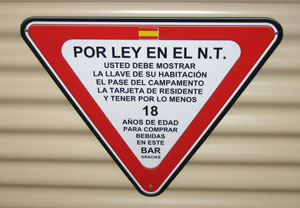 POR LEY EN EL N.T.
USTED DEBE MOSTRAR
LA LLAVE DE SU HABITACIÓN
EL PASE DEL CAMPAMENTO
LA TARJETA DE RESIDENTE
Y TENER POR LO MENOS
18
AÑOS DE EDAD
PARA COMPRAR
BEBIDAS
EN ESTE
BAR
GRACIAS